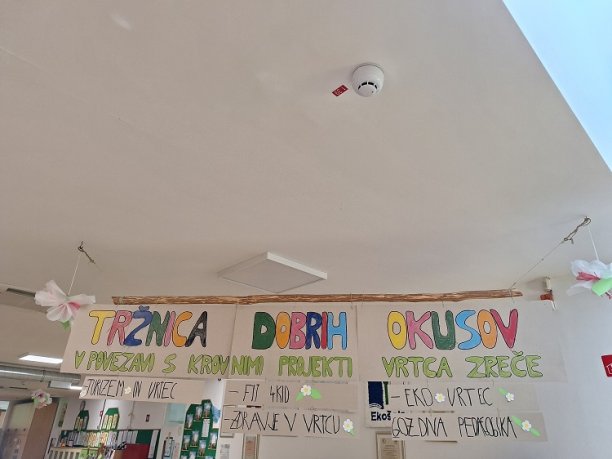 TRŽNICA DOBRIH OKUSOV
V POVEZAVI S KROVNIMI PROJEKTI VRTCA ZREČE
TURIZEM IN VRTEC
- FIT 4KID
- EKO VRTEC
ZDRAVJE V VRTCU
GOZDNA PEDAGOGIKA
Ekoš